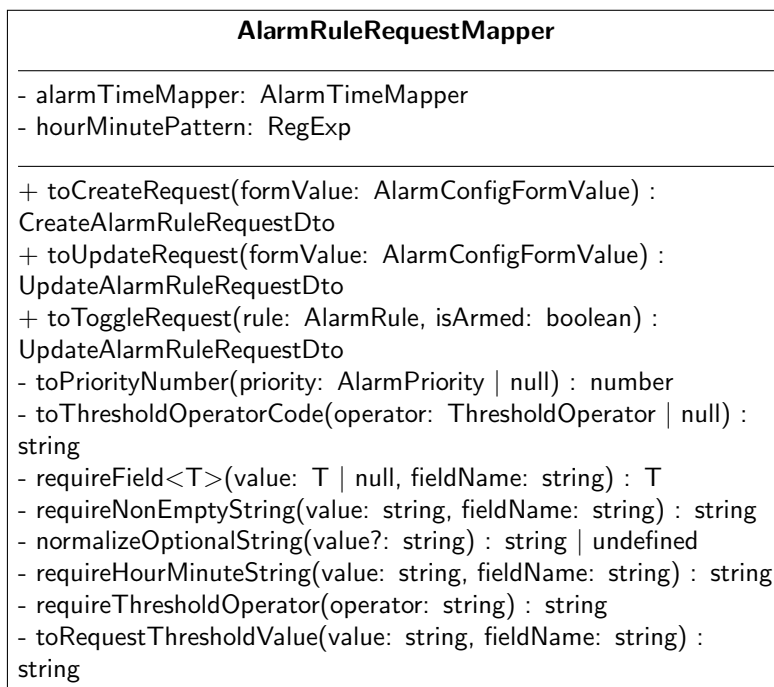 AlarmRuleRequestMapper
- alarmTimeMapper: AlarmTimeMapper
- hourMinutePattern: RegExp
+ toCreateRequest(formValue: AlarmConfigFormValue) :
CreateAlarmRuleRequestDto
+ toUpdateRequest(formValue: AlarmConfigFormValue) :
UpdateAlarmRuleRequestDto
+ toToggleRequest(rule: AlarmRule, isArmed: boolean) :
UpdateAlarmRuleRequestDto
- toPriorityNumber(priority: AlarmPriority | null) : number
- toThresholdOperatorCode(operator: ThresholdOperator | null) :
string
- requireField<T>(value: T | null, fieldName: string) : T
- requireNonEmptyString(value: string, fieldName: string) : string
- normalizeOptionalString(value?: string) : string | undefined
- requireHourMinuteString(value: string, fieldName: string) : string
- requireThresholdOperator(operator: string) : string
- toRequestThresholdValue(value: string, fieldName: string) :
string